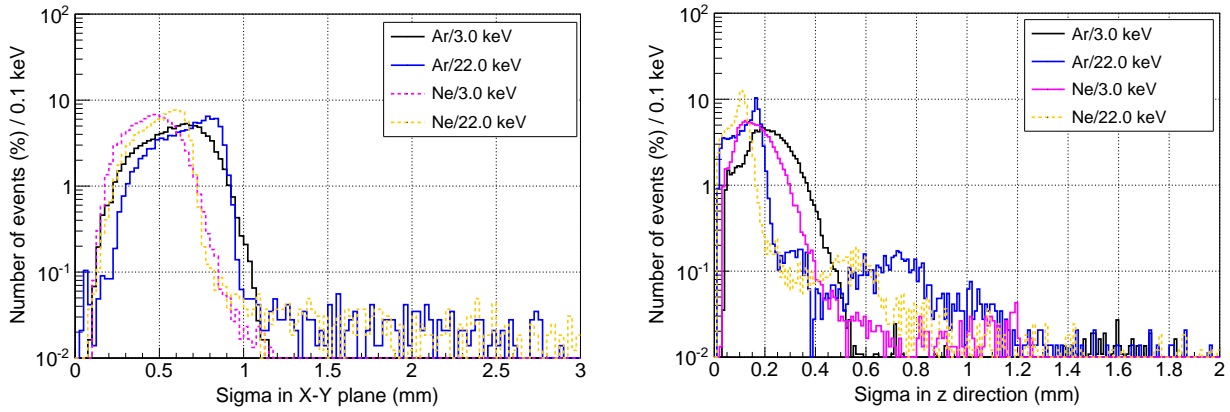 Number of events (%) / 0.1 keV
10²
10
1
10⁻¹
10⁻²
Ar/3.0 keV
Ar/22.0 keV
Ne/3.0 keV
Ne/22.0 keV
0 0.5 1 1.5 2 2.5 3
Sigma in X-Y plane (mm)
Number of events (%) / 0.1 keV
10²
10
1
10⁻¹
10⁻²
Ar/3.0 keV
Ar/22.0 keV
Ne/3.0 keV
Ne/22.0 keV
0 0.2 0.4 0.6 0.8 1 1.2 1.4 1.6 1.8 2
Sigma in z direction (mm)